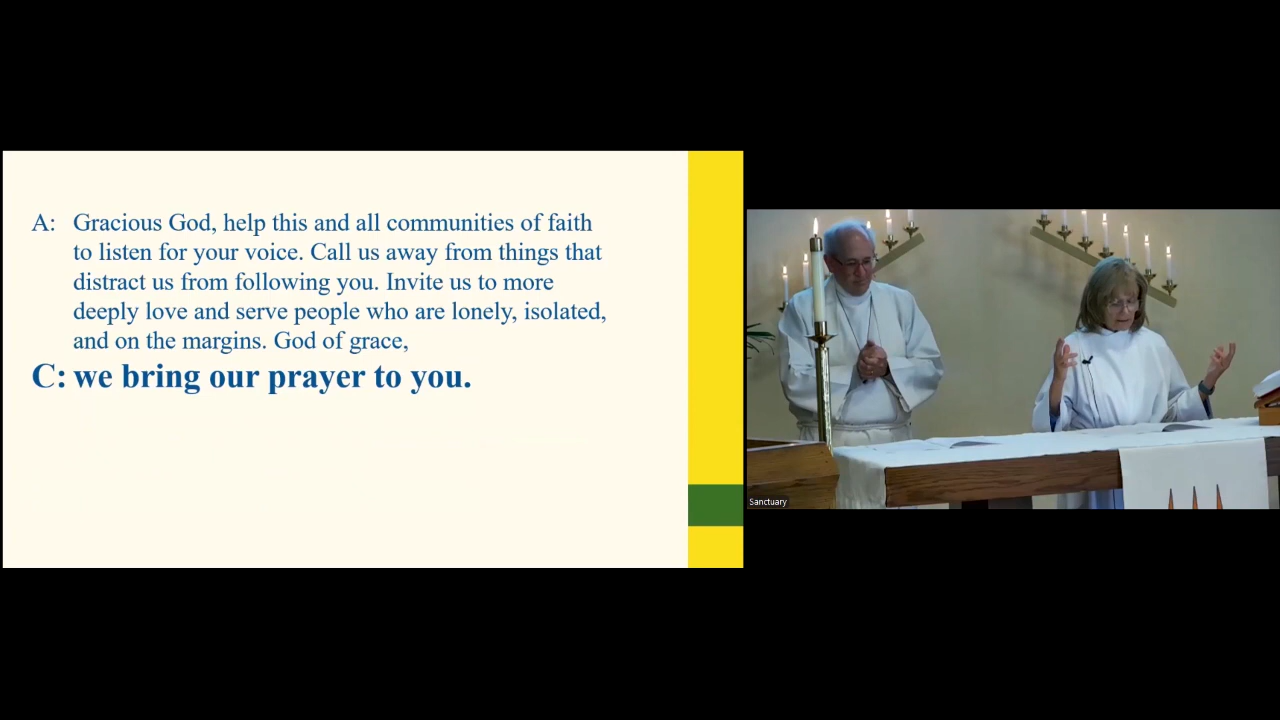 A: Gracious God, help this and all communities of faith
to listen for your voice. Call us away from things that
distract us from following you. Invite us to more
deeply love and serve people who are lonely, isolated,
and on the margins. God of grace,
C: we bring our prayer to you.
Sanctuary